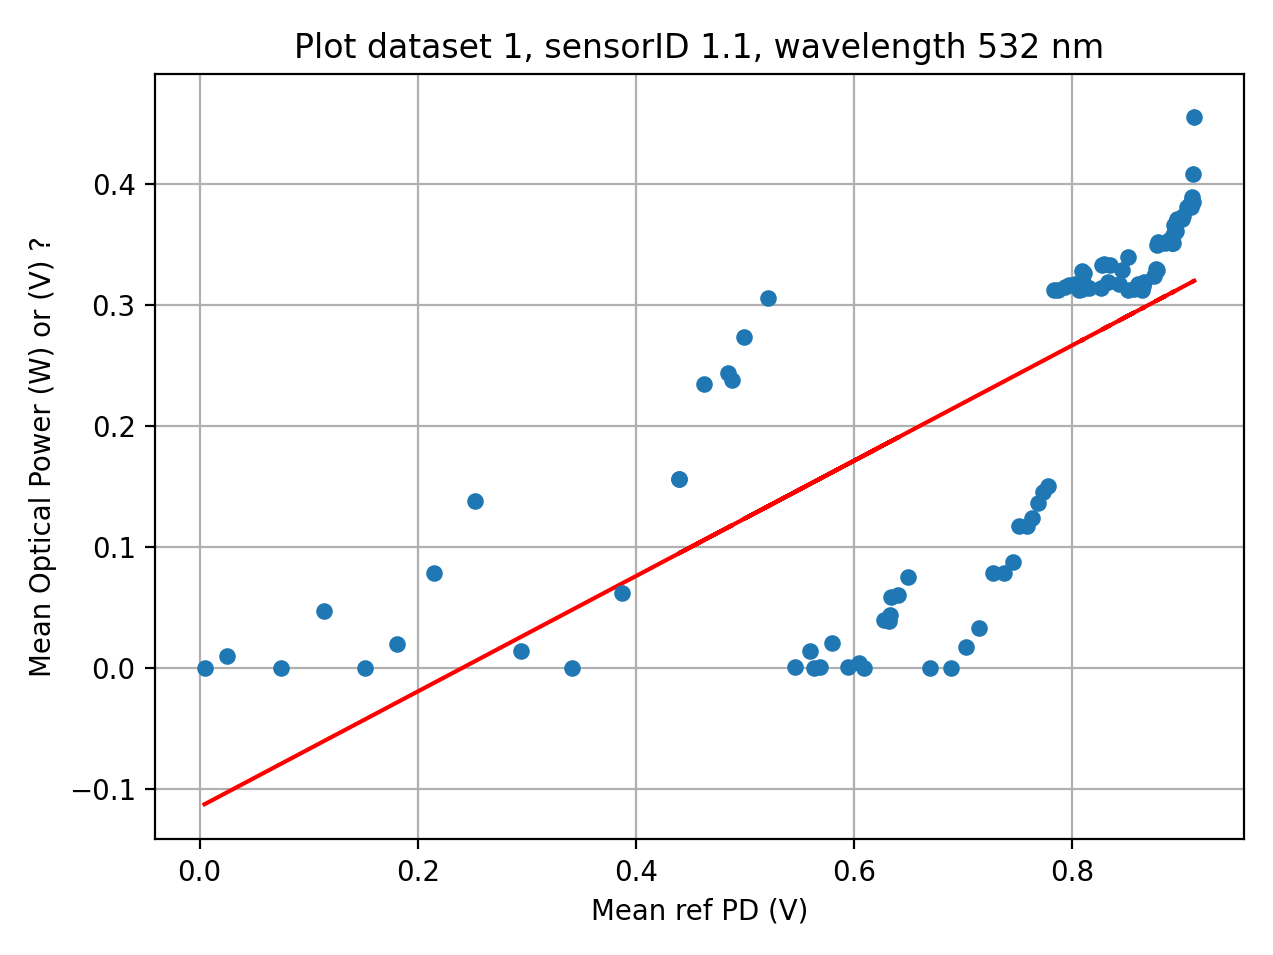 Plot dataset 1, sensorID 1.1, wavelength 532 nm
Mean Optical Power (W) or (V) ?
0.4
0.3
0.2
0.1
0.0
−0.1
0.0 0.2 0.4 0.6 0.8
Mean ref PD (V)